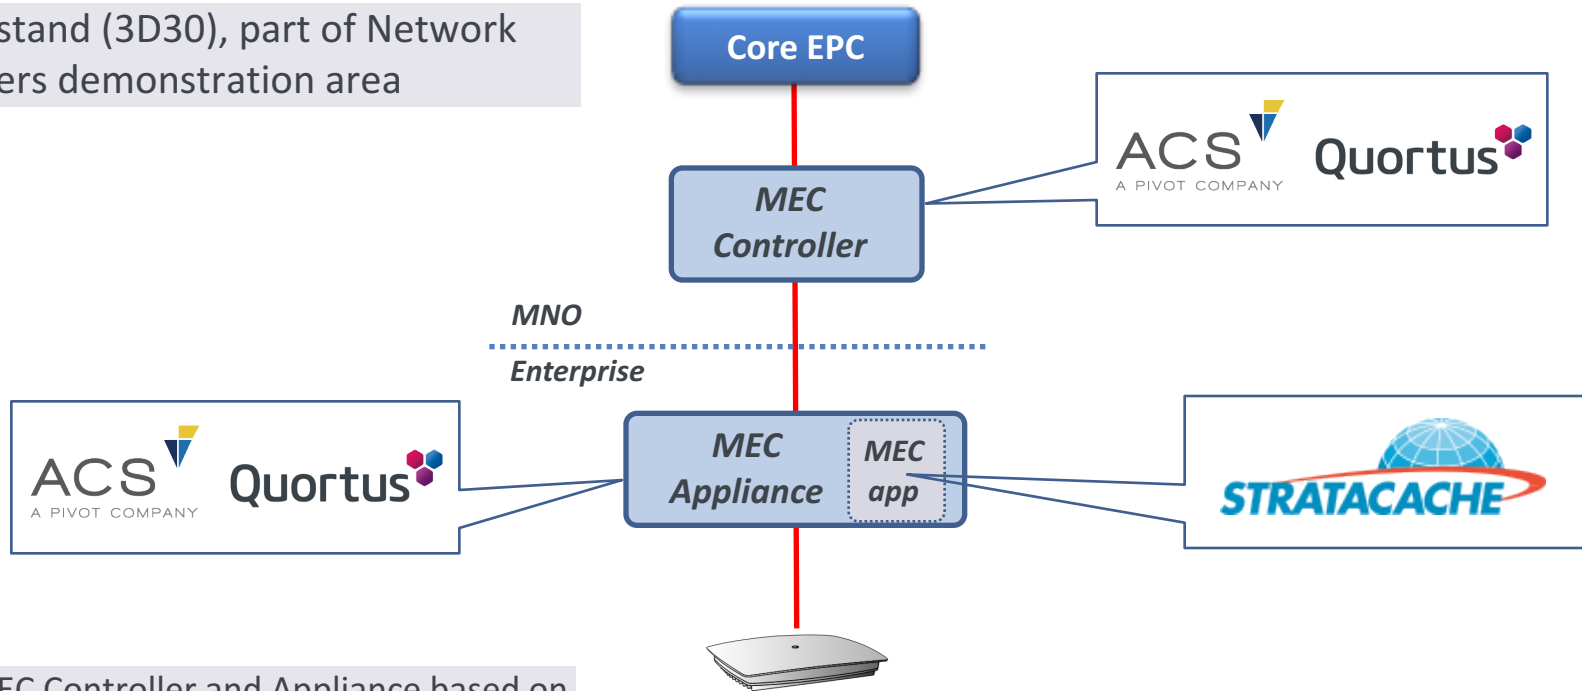 stand (3D30), part of Network
ers demonstration area
Core EPC
ACS
A PIVOT COMPANY
Quortus
MEC
Controller
MNO
Enterprise
ACS
A PIVOT COMPANY
Quortus
MEC
Appliance
MEC
app
STRATACACHE
EC Controller and Appliance based on